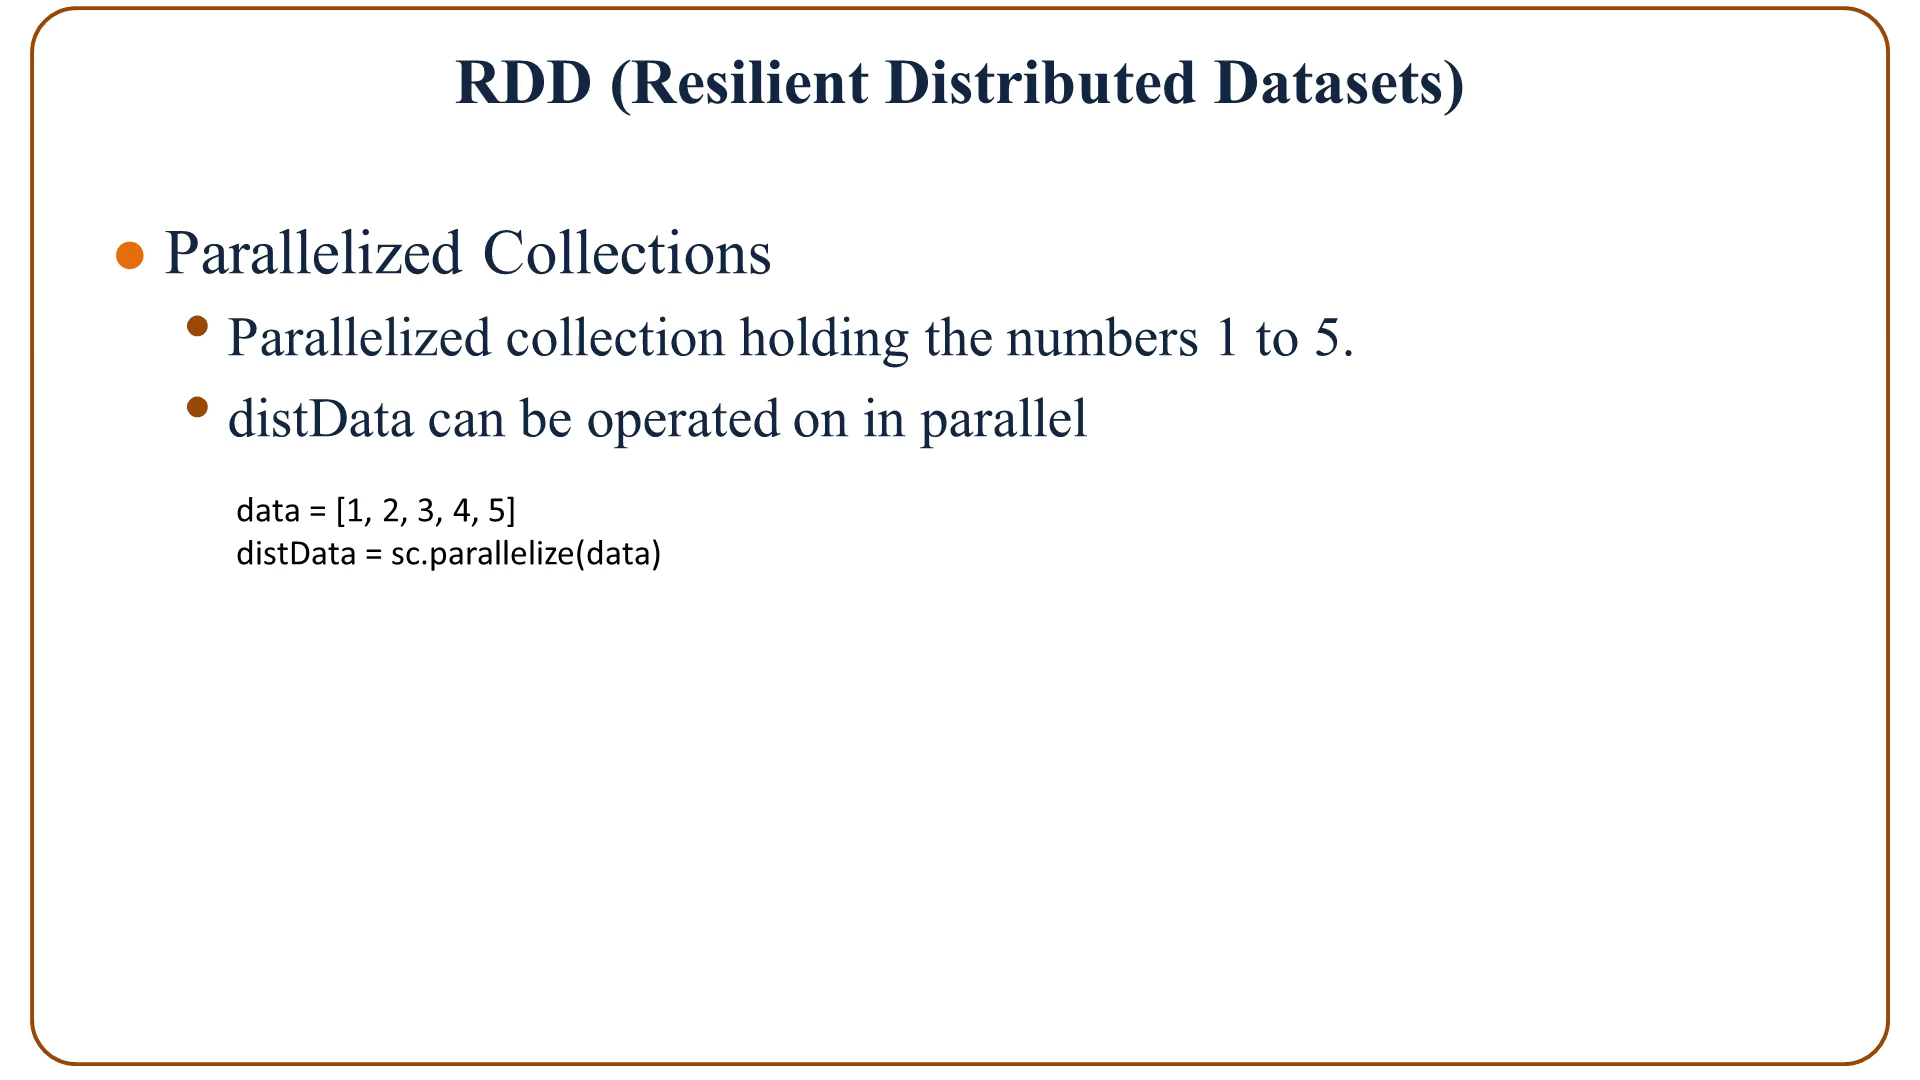 RDD (Resilient Distributed Datasets)
Parallelized Collections
Parallelized collection holding the numbers 1 to 5.
distData can be operated on in parallel
data = [1, 2, 3, 4, 5]
distData = sc.parallelize(data)